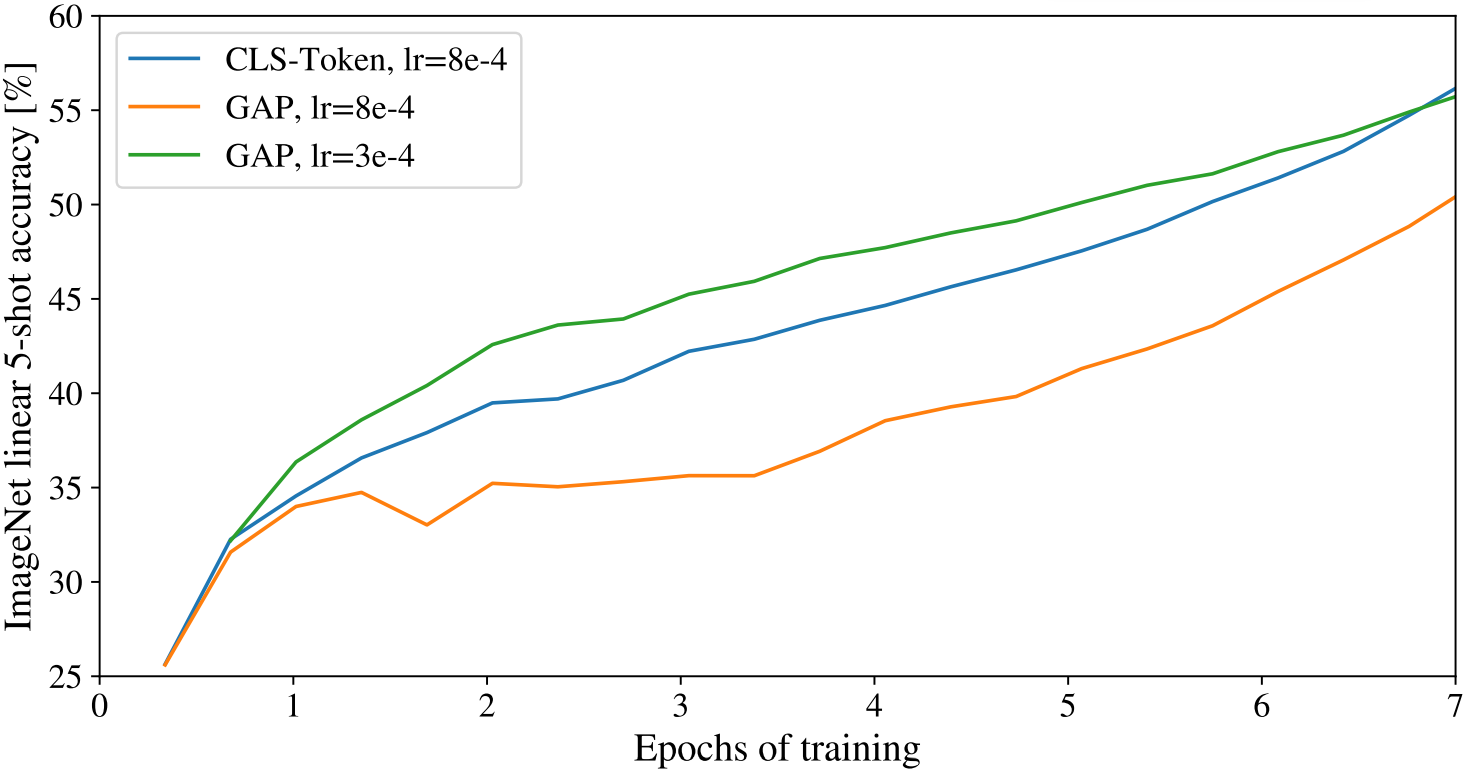 60
55
50
45
40
35
30
25
ImageNet linear 5-shot accuracy [%]
CLS-Token, lr=8e-4
GAP, lr=8e-4
GAP, lr=3e-4
0 1 2 3 4 5 6 7
Epochs of training